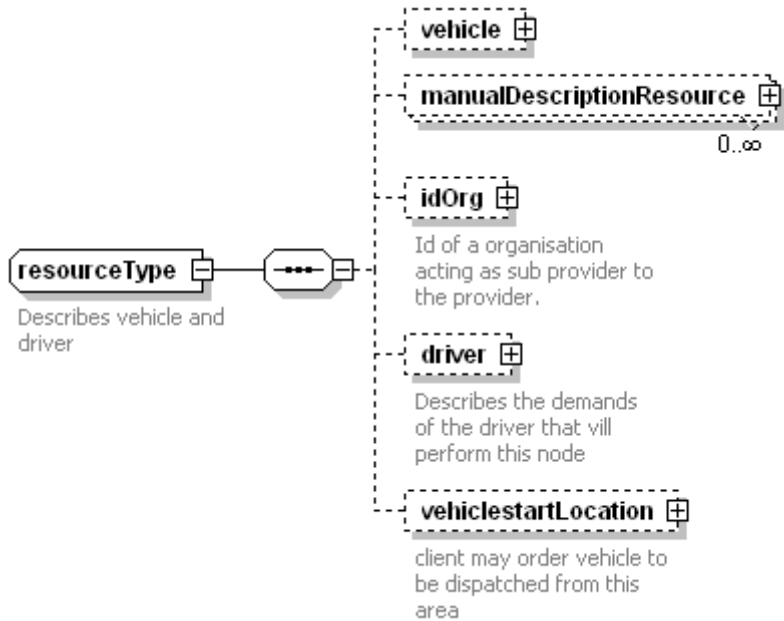 vehicle
manualDescriptionResource
0..∞
idOrg
Id of a organisation
acting as sub provider to
the provider.
resourceType
Describes vehicle and
driver
driver
Describes the demands
of the driver that vill
perform this node
vehiclestartLocation
client may order vehicle to
be dispatched from this
area